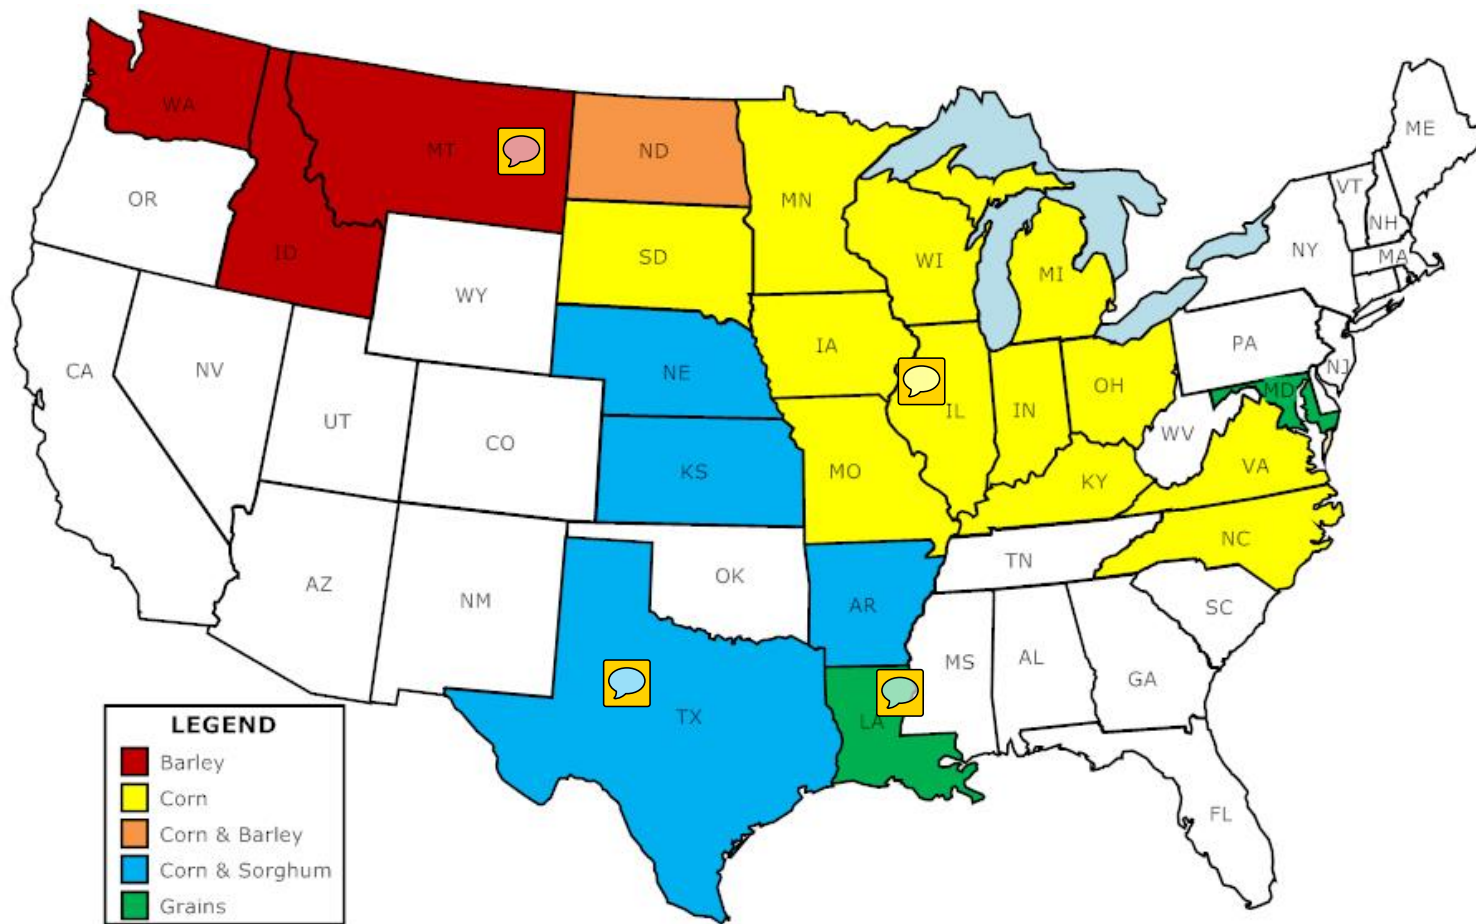 WA
MT
ND
MN
ME
OR
ID
SD
WI
MI
VT
NH
NY
MA
WY
IA
NE
PA
NJ
CA
NV
UT
CO
IL
IN
OH
MD
WV
KS
MO
KY
VA
AZ
NM
OK
AR
TN
NC
SC
TX
LA
MS
AL
GA
FL
LEGEND
Barley
Corn
Corn & Barley
Corn & Sorghum
Grains